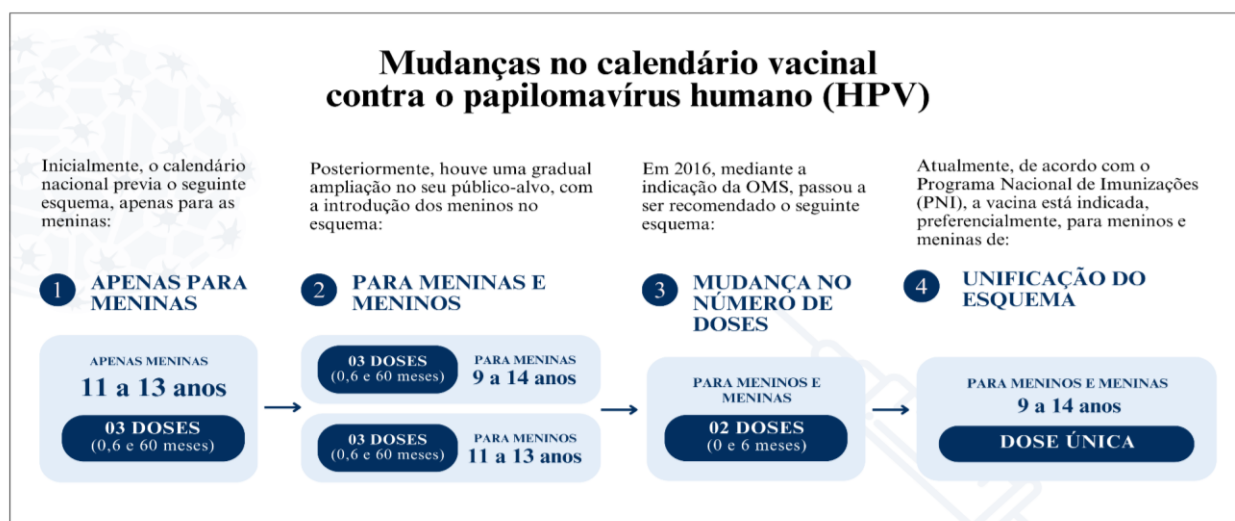 Mudanças no calendário vacinal
contra o papilomavírus humano (HPV)
Inicialmente, o calendário
nacional previa o seguinte
esquema, apenas para as
meninas:
1 APENAS PARA
MENINAS
APENAS MENINAS
11 a 13 anos
03 DOSES
(0,6 e 60 meses)
Posteriormente, houve uma gradual
ampliação no seu público-alvo, com
a introdução dos meninos no
esquema:
2 PARA MENINAS E
MENINOS
03 DOSES
(0,6 e 60 meses)
PARA MENINAS
9 a 14 anos
03 DOSES
(0,6 e 60 meses)
PARA MENINOS
11 a 13 anos
Em 2016, mediante a
indicação da OMS, passou a
ser recomendado o seguinte
esquema:
3 MUDANÇA NO
NÚMERO DE
DOSES
PARA MENINOS E
MENINAS
02 DOSES
(0 e 6 meses)
Atualmente, de acordo com o
Programa Nacional de Imunizações
(PNI), a vacina está indicada,
preferencialmente, para meninos e
meninas de:
4 UNIFICAÇÃO DO
ESQUEMA
PARA MENINOS E MENINAS
9 a 14 anos
DOSE ÚNICA